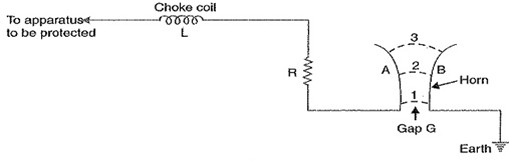 Choke coil
To apparatus
to be protected
L
R
3
A 2 B
Horn
1
Gap G
Earth